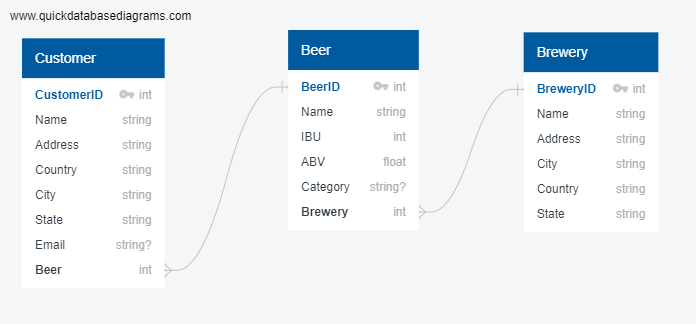 www.quickdatabasediagrams.com
Customer
CustomerID int
Name string
Address string
Country string
City string
State string
Email string?
Beer int
Beer
BeerID int
Name string
IBU int
ABV float
Category string?
Brewery int
Brewery
BreweryID int
Name string
Address string
City string
Country string
State string